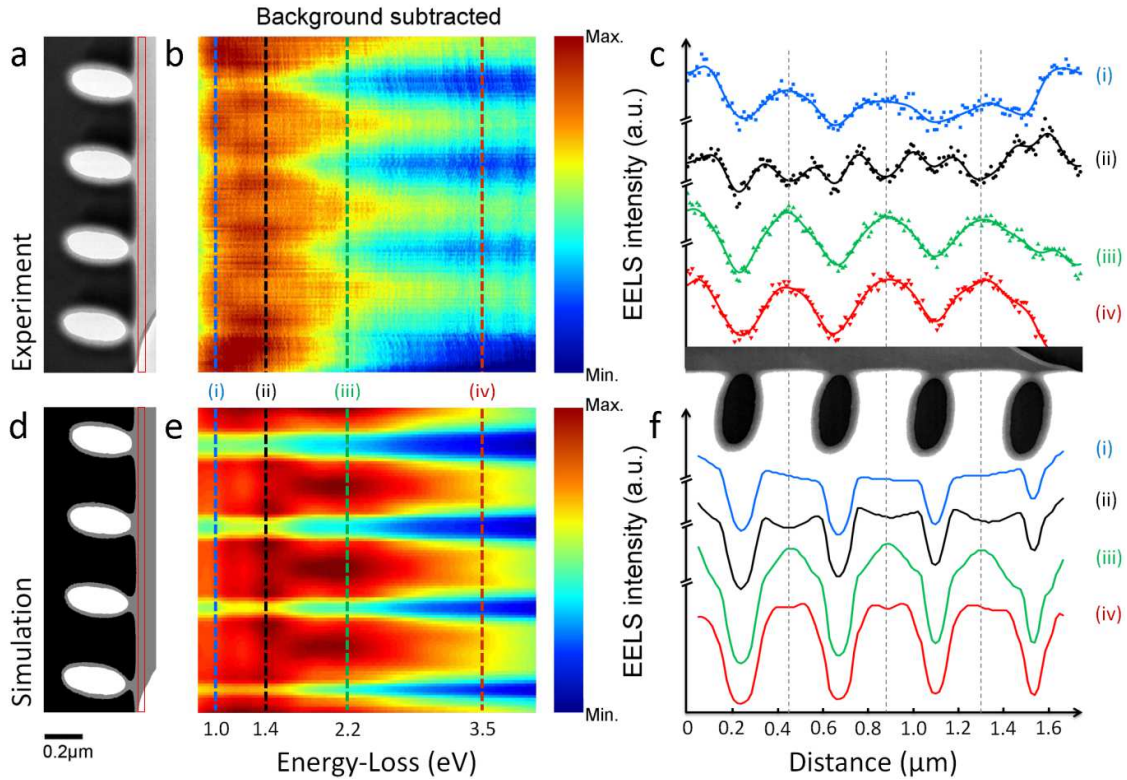 Background subtracted
a
b
c
Experiment
Max.
Min.
EELS intensity (a.u.)
(i)
(ii)
(iii)
(iv)
(i)
(ii)
(iii)
(iv)
d
e
f
Simulation
Max.
Min.
EELS intensity (a.u.)
(i)
(ii)
(iii)
(iv)
0.2μm
1.0 1.4 2.2 3.5
Energy-Loss (eV)
0 0.2 0.4 0.6 0.8 1.0 1.2 1.4 1.6
Distance (μm)